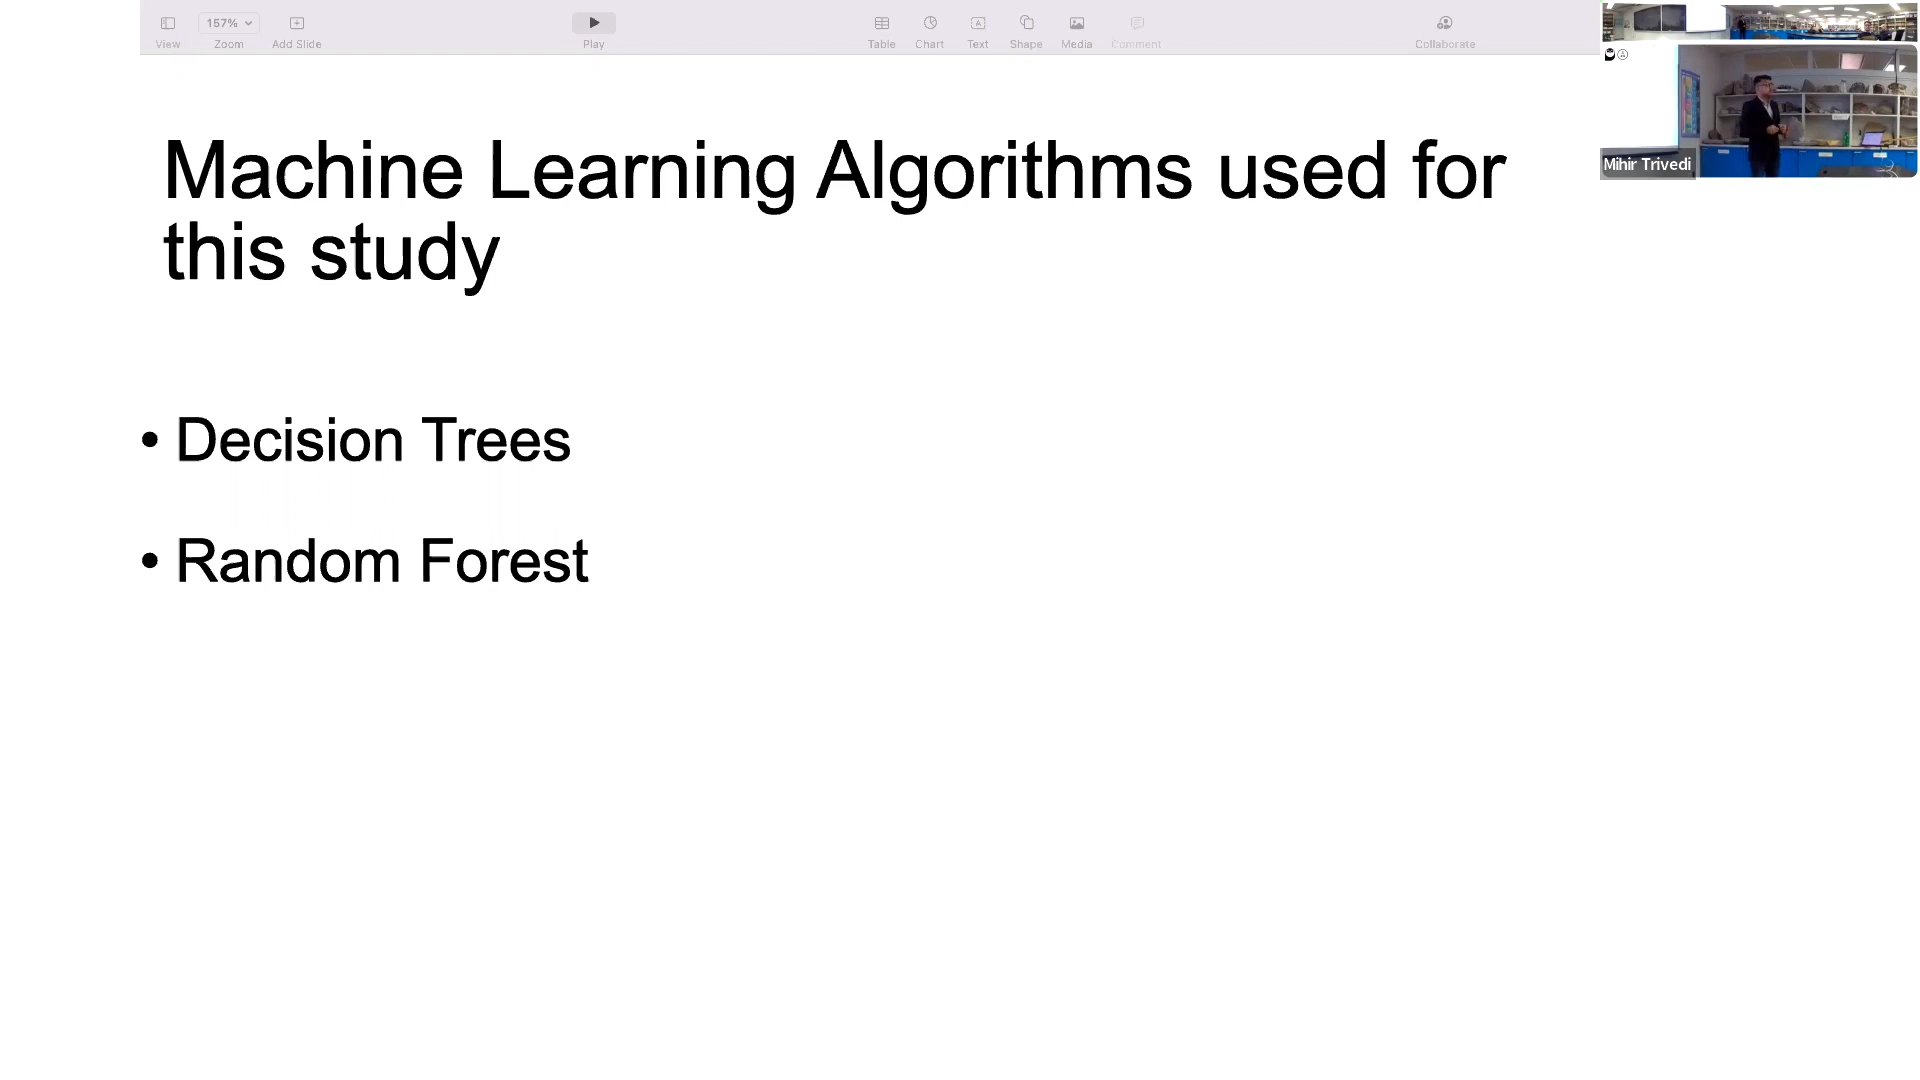 157%
View
Zoom
Add Slide
Play
Table
Chart
Text
Shape
Media
Comment
Collaborate
Mihir Trivedi
Machine Learning Algorithms used for
this study
• Decision Trees
• Random Forest